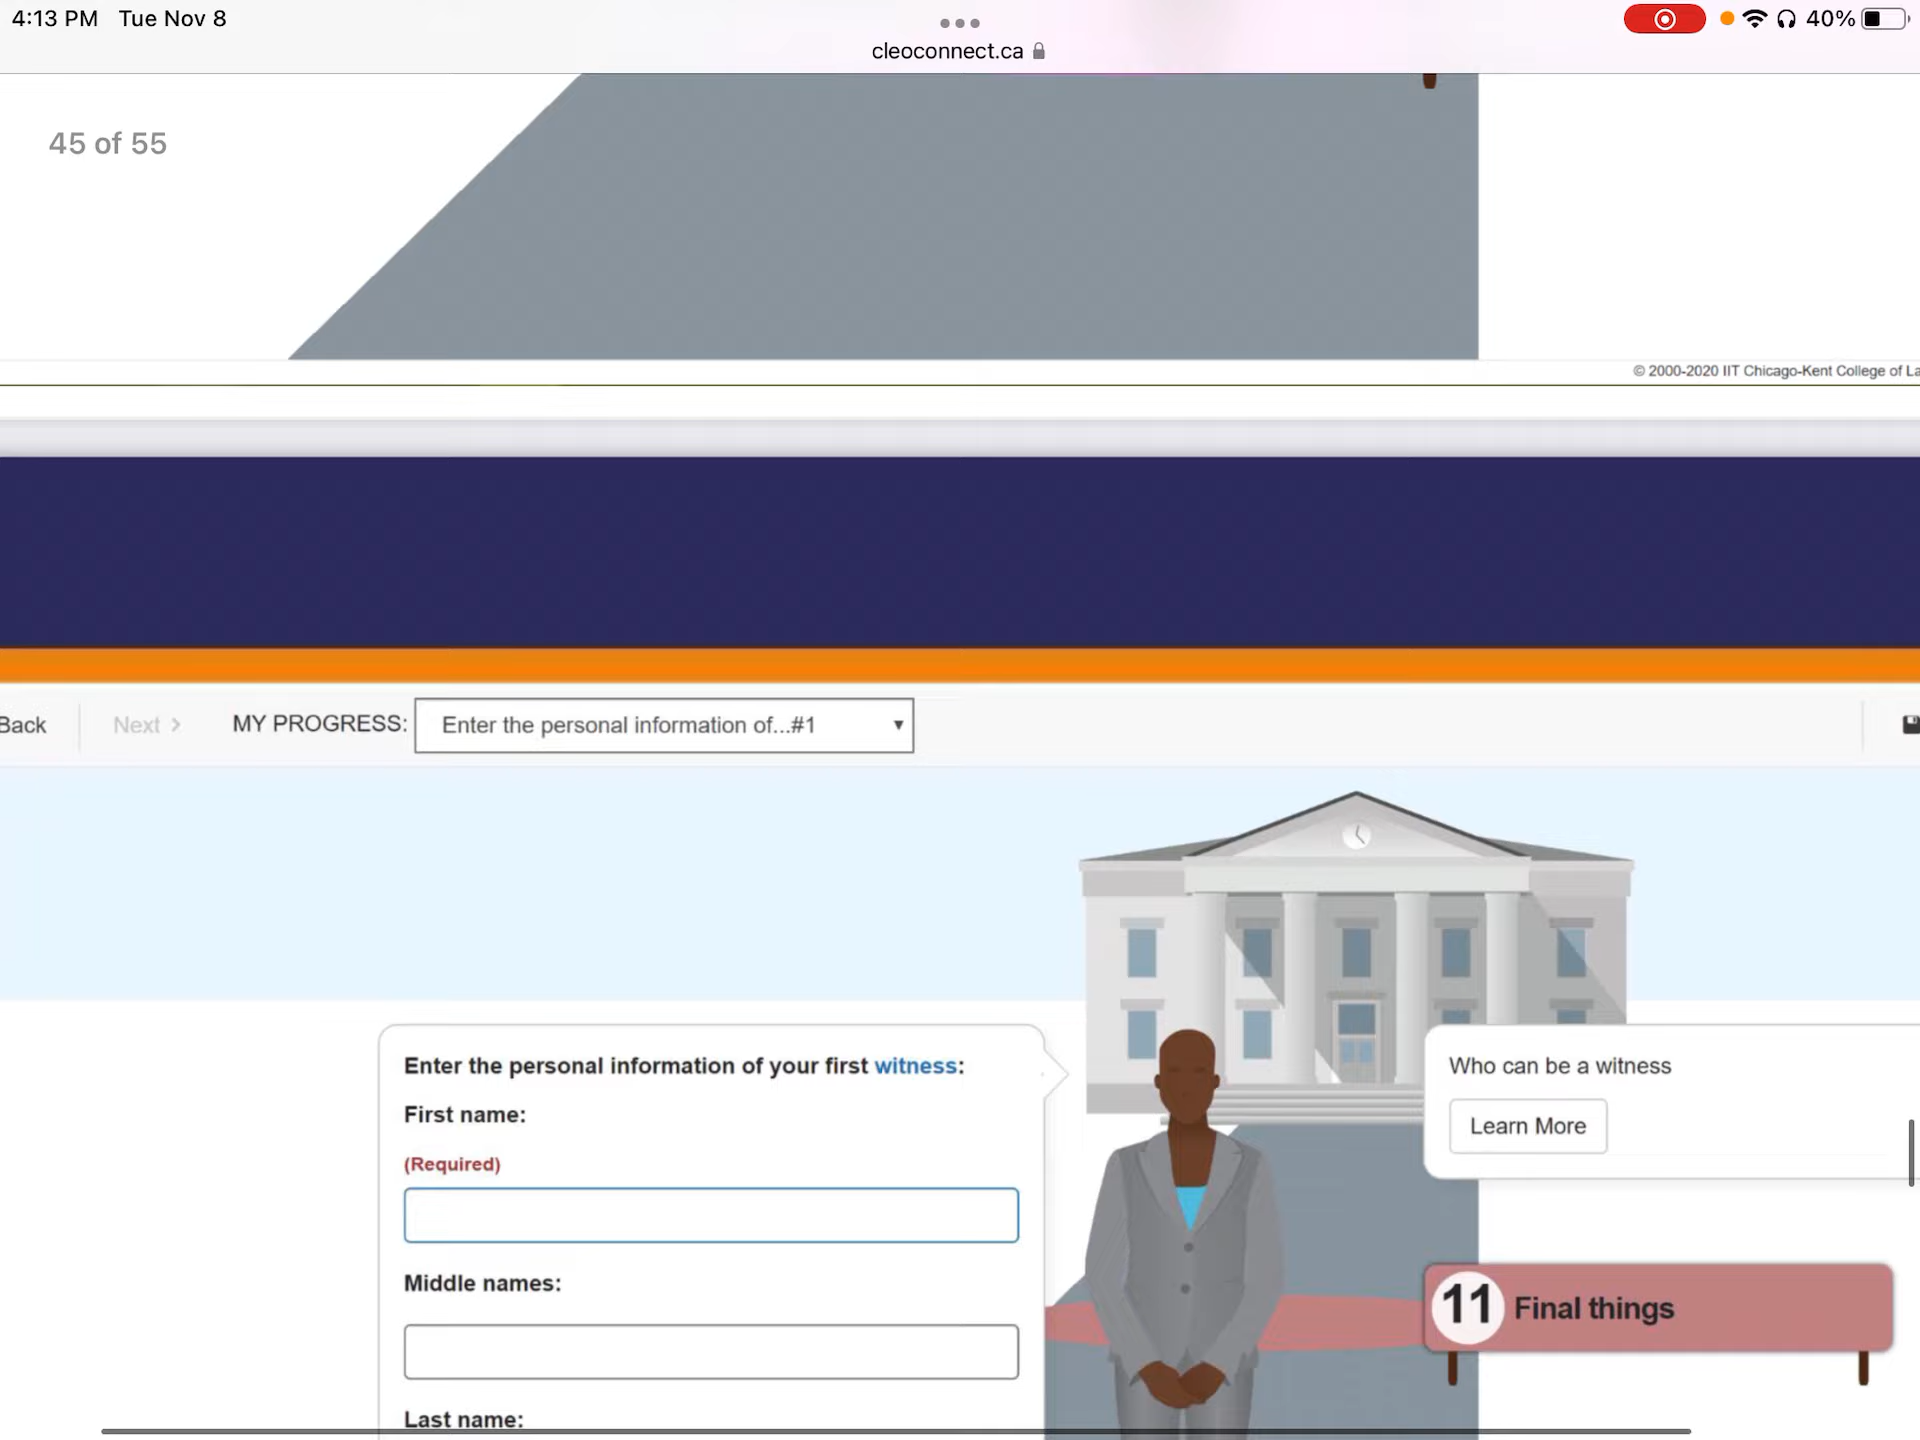 4:13 PM Tue Nov 8
40%
cleoconnect.ca
45 of 55
© 2000-2020 IIT Chicago-Kent College of La
Back
Next >
MY PROGRESS:
Enter the personal information of...#1
Enter the personal information of your first witness:
First name:
(Required)
Middle names:
Last name:
Who can be a witness
Learn More
11 Final things